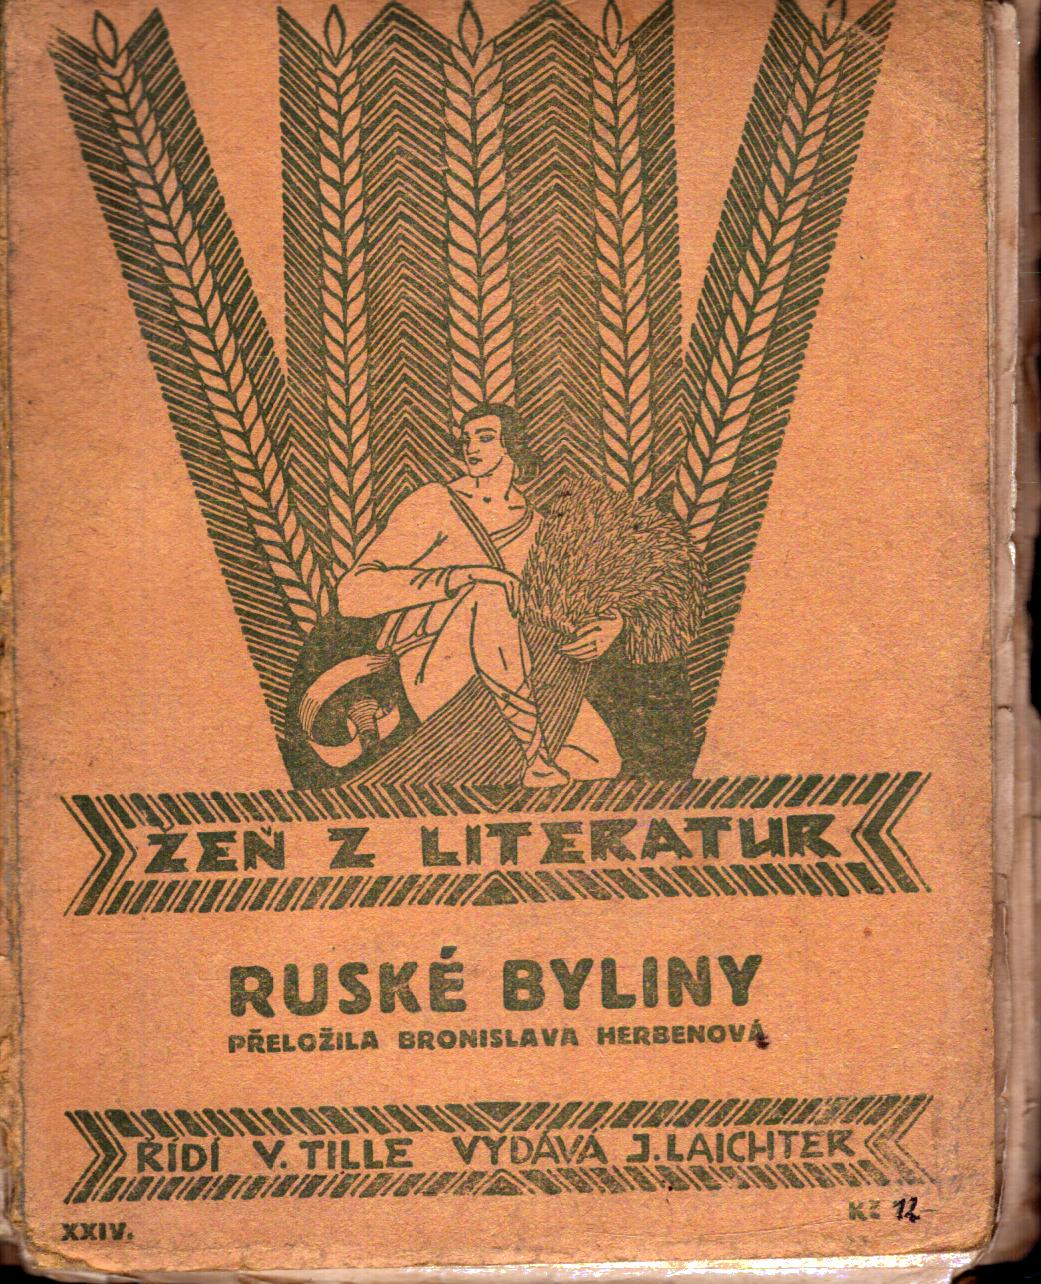 ŽEŇ Z LITERATUR
RUSKÉ BYLINY
PŘELOŽILA BRONISLAVA HERBENOVÁ
ŘÍDÍ V. TILLE VYDÁVÁ J. LAICHTER
XXIV.
Kč 12-